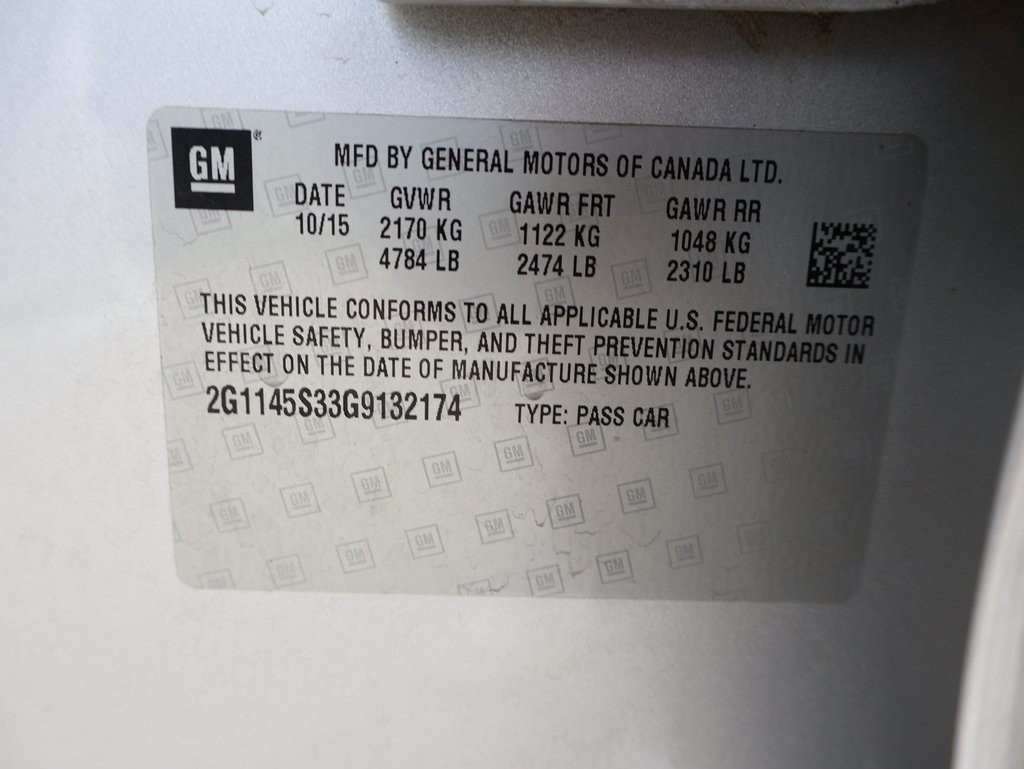 GM®
MFD BY GENERAL MOTORS OF CANADA LTD.
DATE GVWR GAWR FRT GAWR RR
10/15 2170 KG 1122 KG 1048 KG
4784 LB 2474 LB 2310 LB
THIS VEHICLE CONFORMS TO ALL APPLICABLE U.S. FEDERAL MOTOR
VEHICLE SAFETY, BUMPER, AND THEFT PREVENTION STANDARDS IN
EFFECT ON THE DATE OF MANUFACTURE SHOWN ABOVE.
2G1145S33G9132174 TYPE: PASS CAR